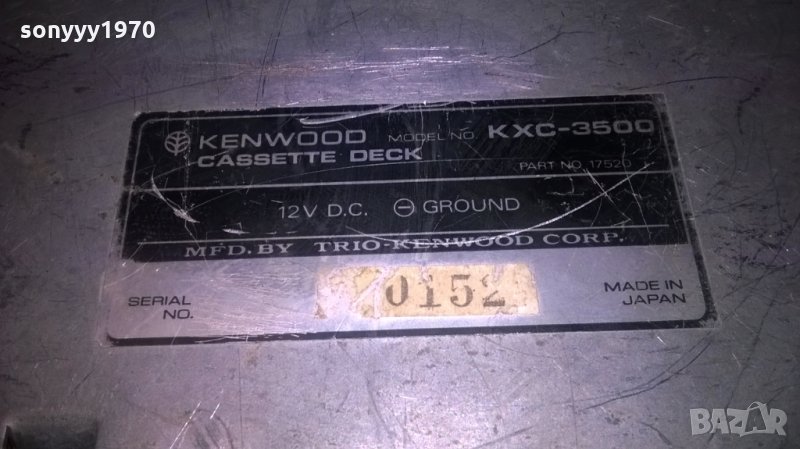 sonyyy1970
KENWOOD MODEL NO. KXC-3500
CASSETTE DECK
PART NO. 17520
12V D.C. ⊖ GROUND
MFD. BY TRIO-KENWOOD CORP.
SERIAL NO. 0152 MADE IN JAPAN
BAZAR